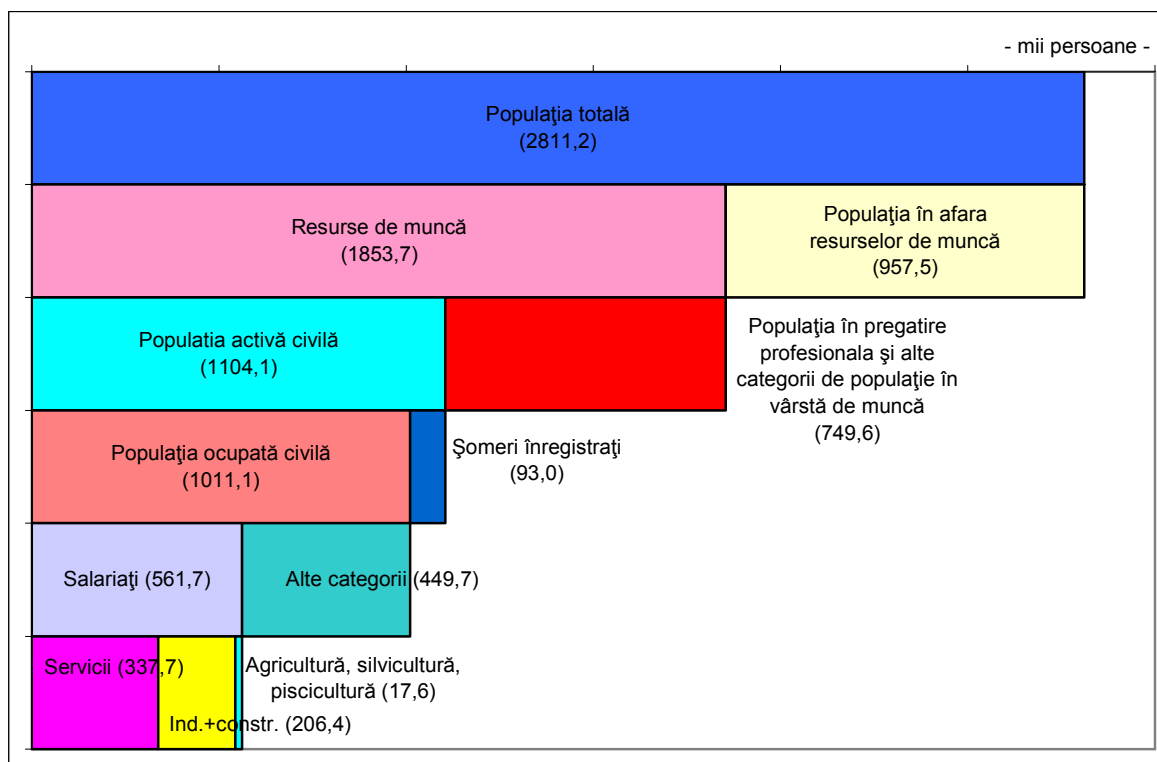 - mii persoane -
Populaţia totală
(2811,2)
Resurse de muncă
(1853,7)
Populaţia în afara
resurselor de muncă
(957,5)
Populatia activă civilă
(1104,1)
Populaţia în pregatire
profesionala şi alte
categorii de populaţie în
vârstă de muncă
(749,6)
Populaţia ocupată civilă
(1011,1)
Şomeri înregistraţi
(93,0)
Salariaţi (561,7)
Alte categorii (449,7)
Servicii (337,7)
Agricultură, silvicultură,
piscicultură (17,6)
Ind.+constr. (206,4)